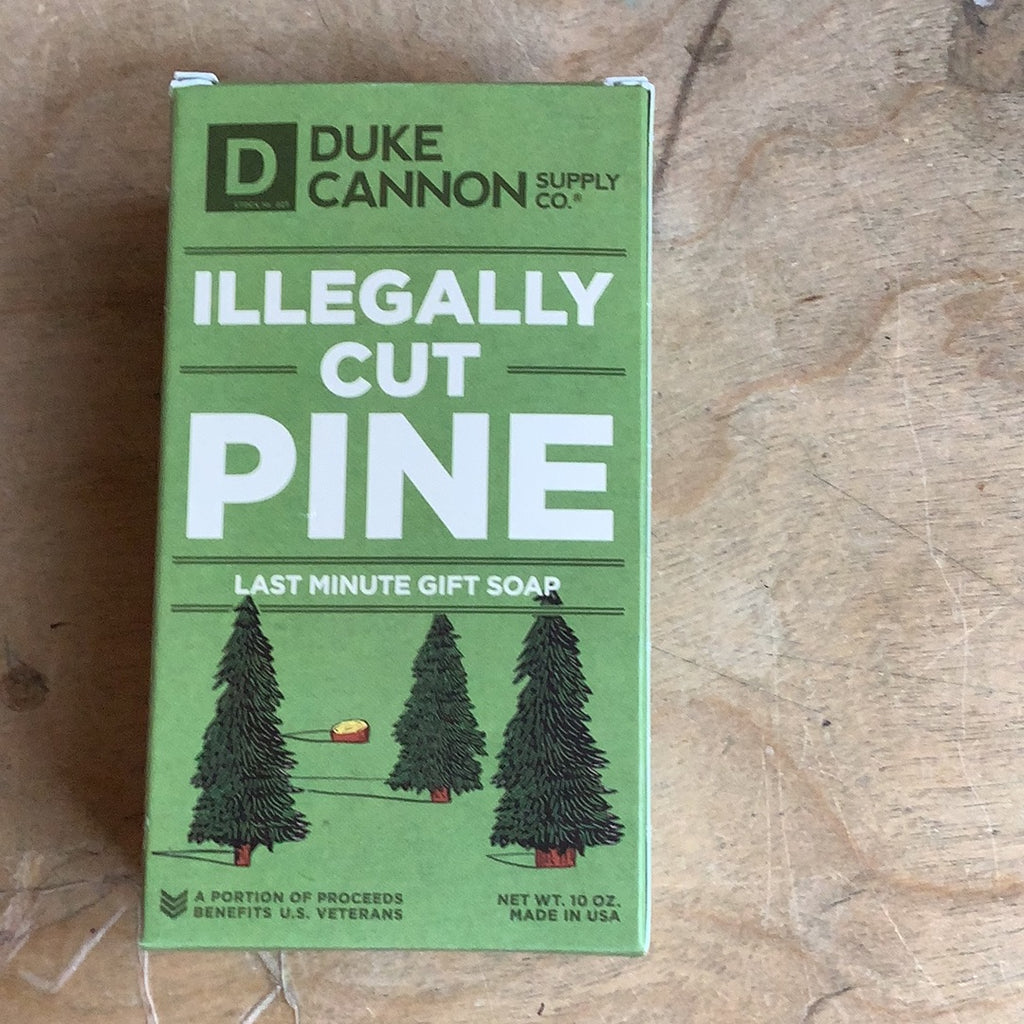 D
DUKE
CANNON SUPPLY CO.®
ILLEGALLY
CUT
PINE
LAST MINUTE GIFT SOAP
A PORTION OF PROCEEDS
BENEFITS U.S. VETERANS
NET WT. 10 OZ.
MADE IN USA